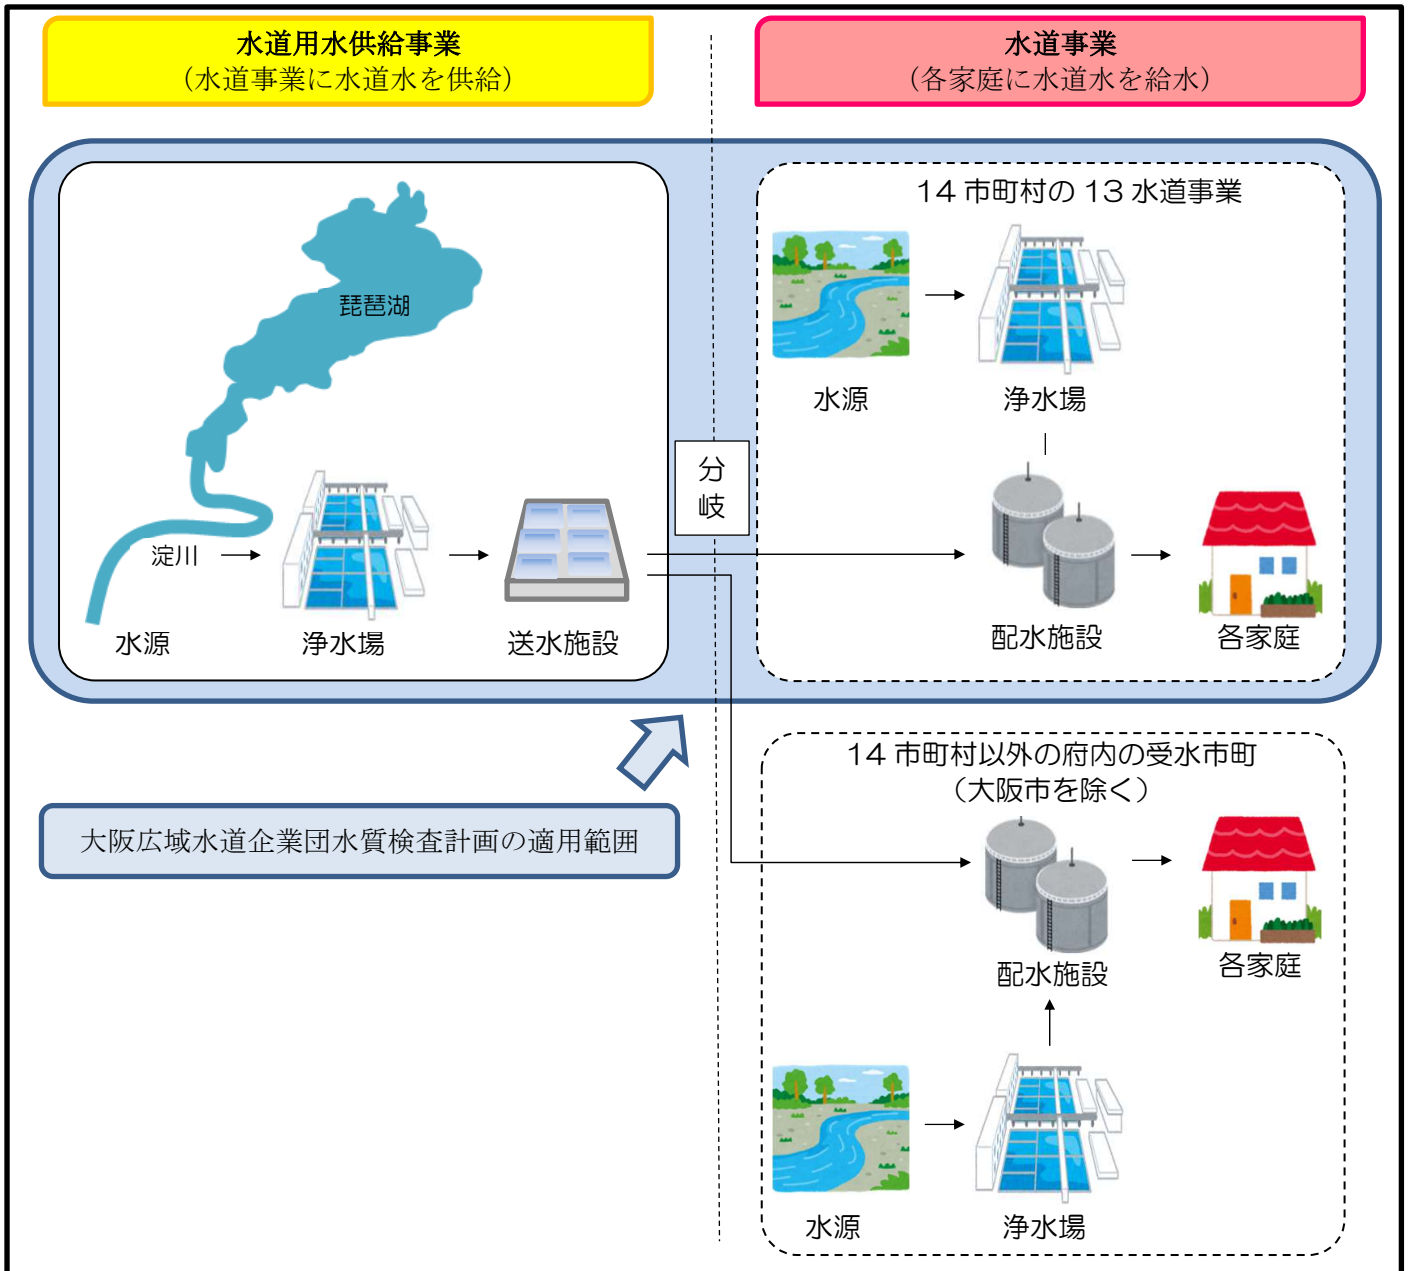 水道用水供給事業
（水道事業に水道水を供給）
水道事業
（各家庭に水道水を給水）
琵琶湖
淀川
水源
浄水場
送水施設
分
岐
14 市町村の 13 水道事業
水源
浄水場
配水施設
各家庭
大阪広域水道企業団水質検査計画の適用範囲
14 市町村以外の府内の受水市町
（大阪市を除く）
配水施設
各家庭
水源
浄水場